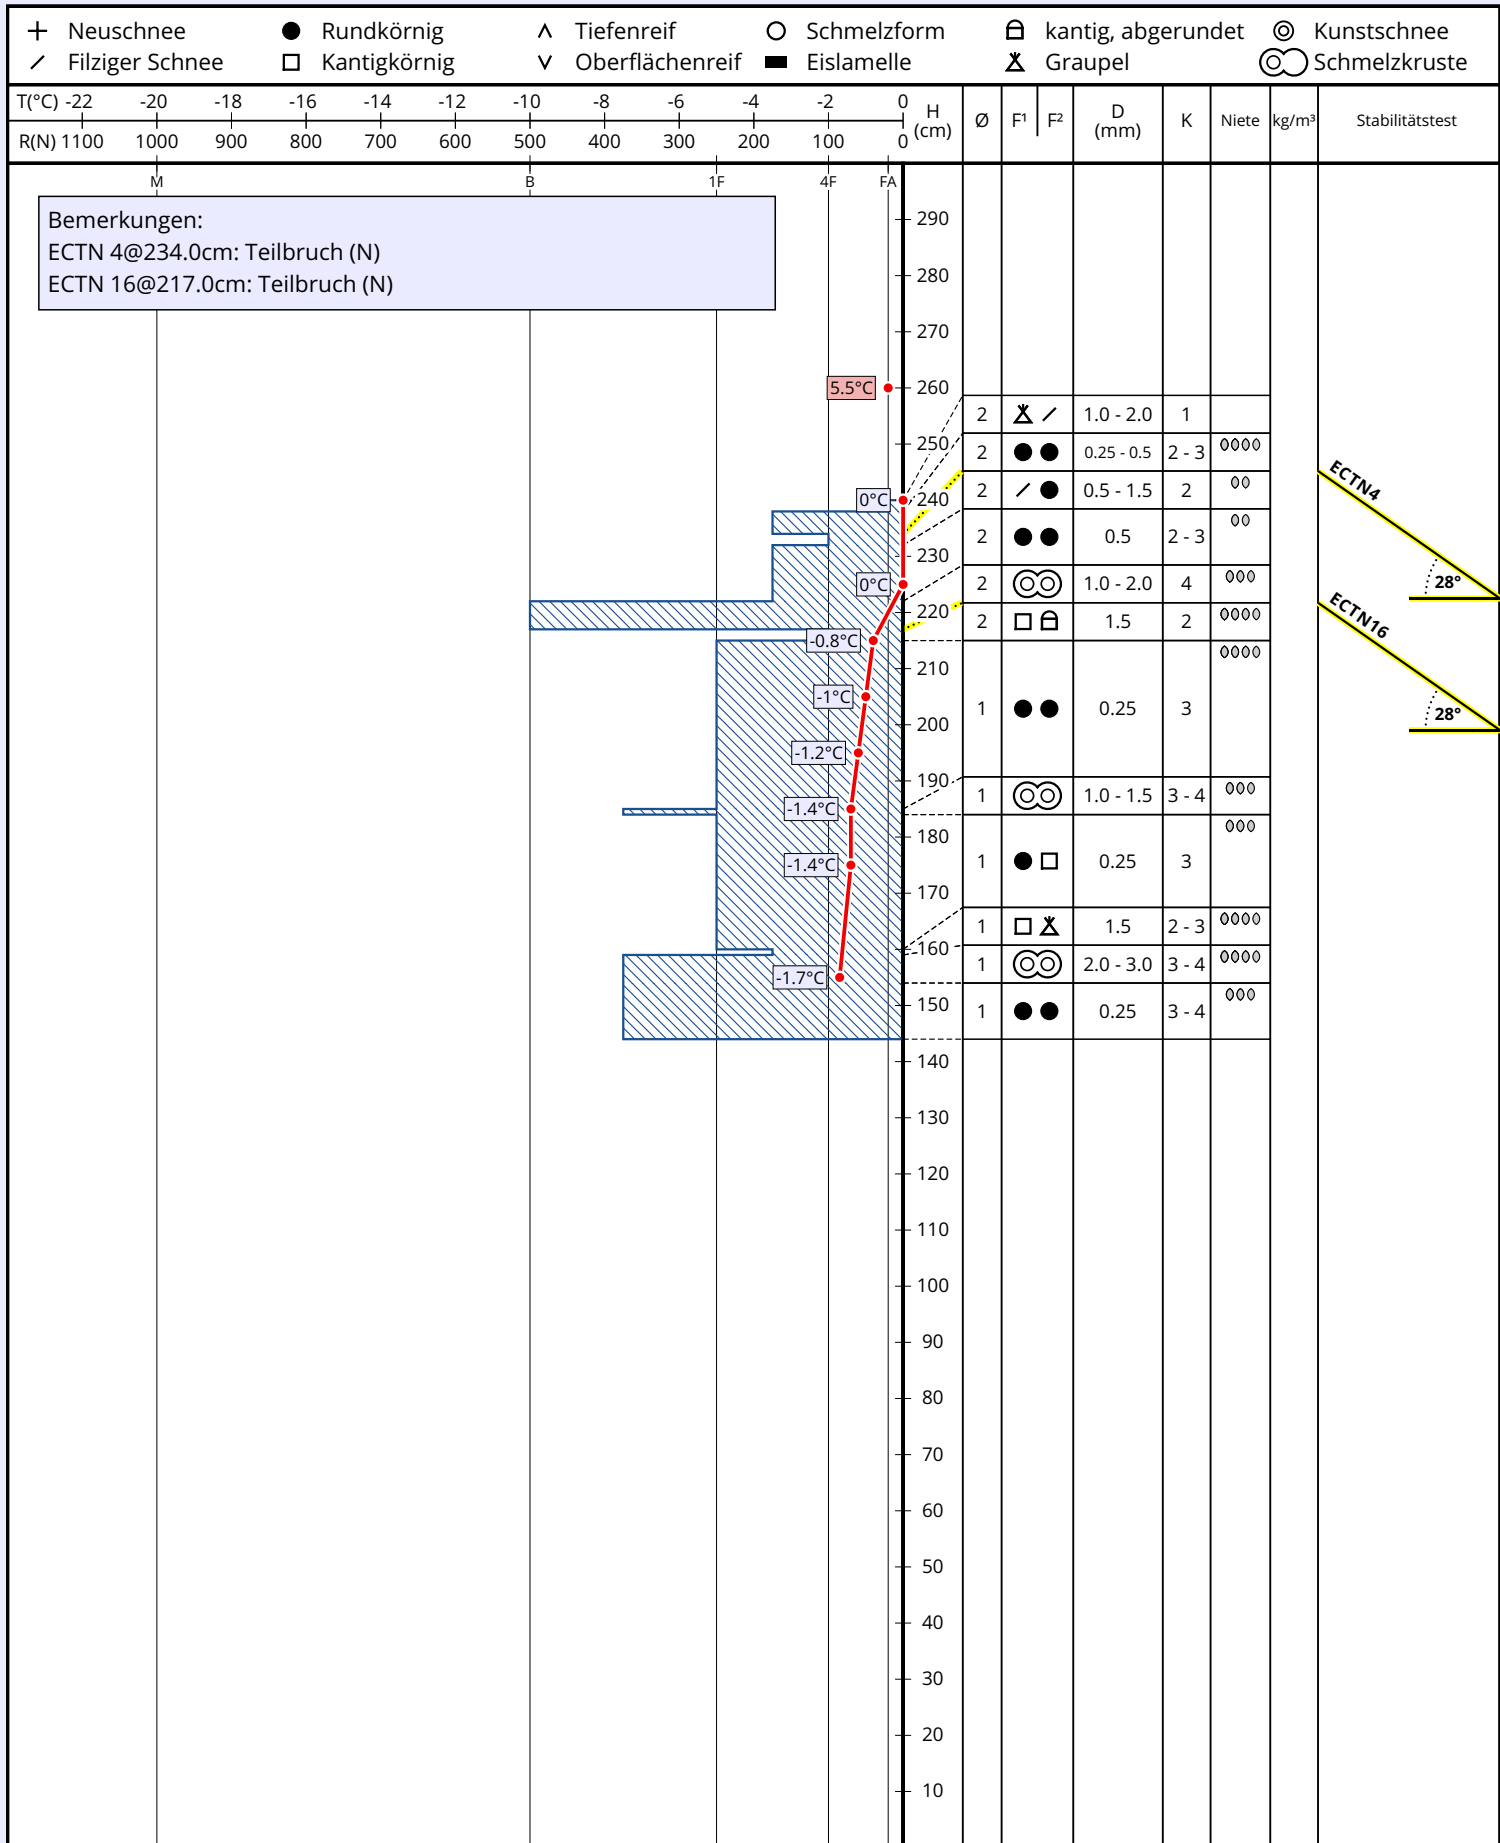 Neuschnee Rundkörnig Tiefenreif Schmelzform kantig, abgerundet Kunstschnee
Filziger Schnee Kantigkörnig Oberflächenreif Eislamelle Graupel Schmelzkruste
T(°C) -22 -20 -18 -16 -14 -12 -10 -8 -6 -4 -2 0
R(N) 1100 1000 900 800 700 600 500 400 300 200 100 0
H (cm) Ø F¹ F² D (mm) K Niete kg/m³ Stabilitätstest
M B 1F 4F FA
Bemerkungen:
ECTN 4@234.0cm: Teilbruch (N)
ECTN 16@217.0cm: Teilbruch (N)
290
280
270
5.5°C 260
2 1.0 - 2.0 1
250
2 0.25 - 0.5 2 - 3
ECTN4
2 0.5 - 1.5 2
0°C 240
2 0.5 2 - 3
230
0°C 2 1.0 - 2.0 4 28°
220
ECTN16
2 1.5 2
-0.8°C
210
-1°C
1 0.25 3 28°
200
-1.2°C
190
1 1.0 - 1.5 3 - 4
-1.4°C
180
1 0.25 3
-1.4°C
170
1 1.5 2 - 3
160
1 2.0 - 3.0 3 - 4
-1.7°C
150
1 0.25 3 - 4
140
130
120
110
100
90
80
70
60
50
40
30
20
10